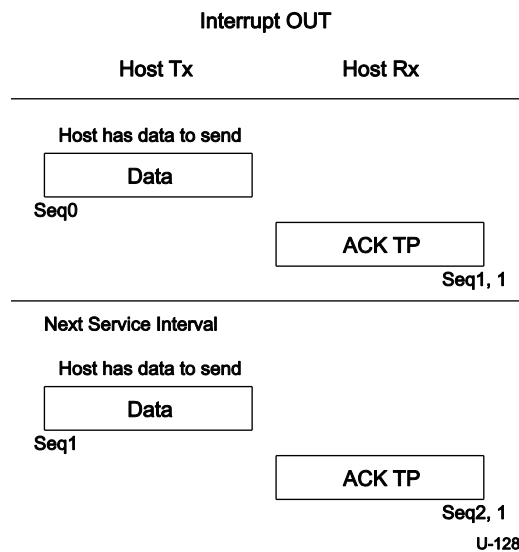 Interrupt OUT
Host Tx Host Rx
Host has data to send
Data
Seq0
ACK TP
Seq1, 1
Next Service Interval
Host has data to send
Data
Seq1
ACK TP
Seq2, 1
U-128